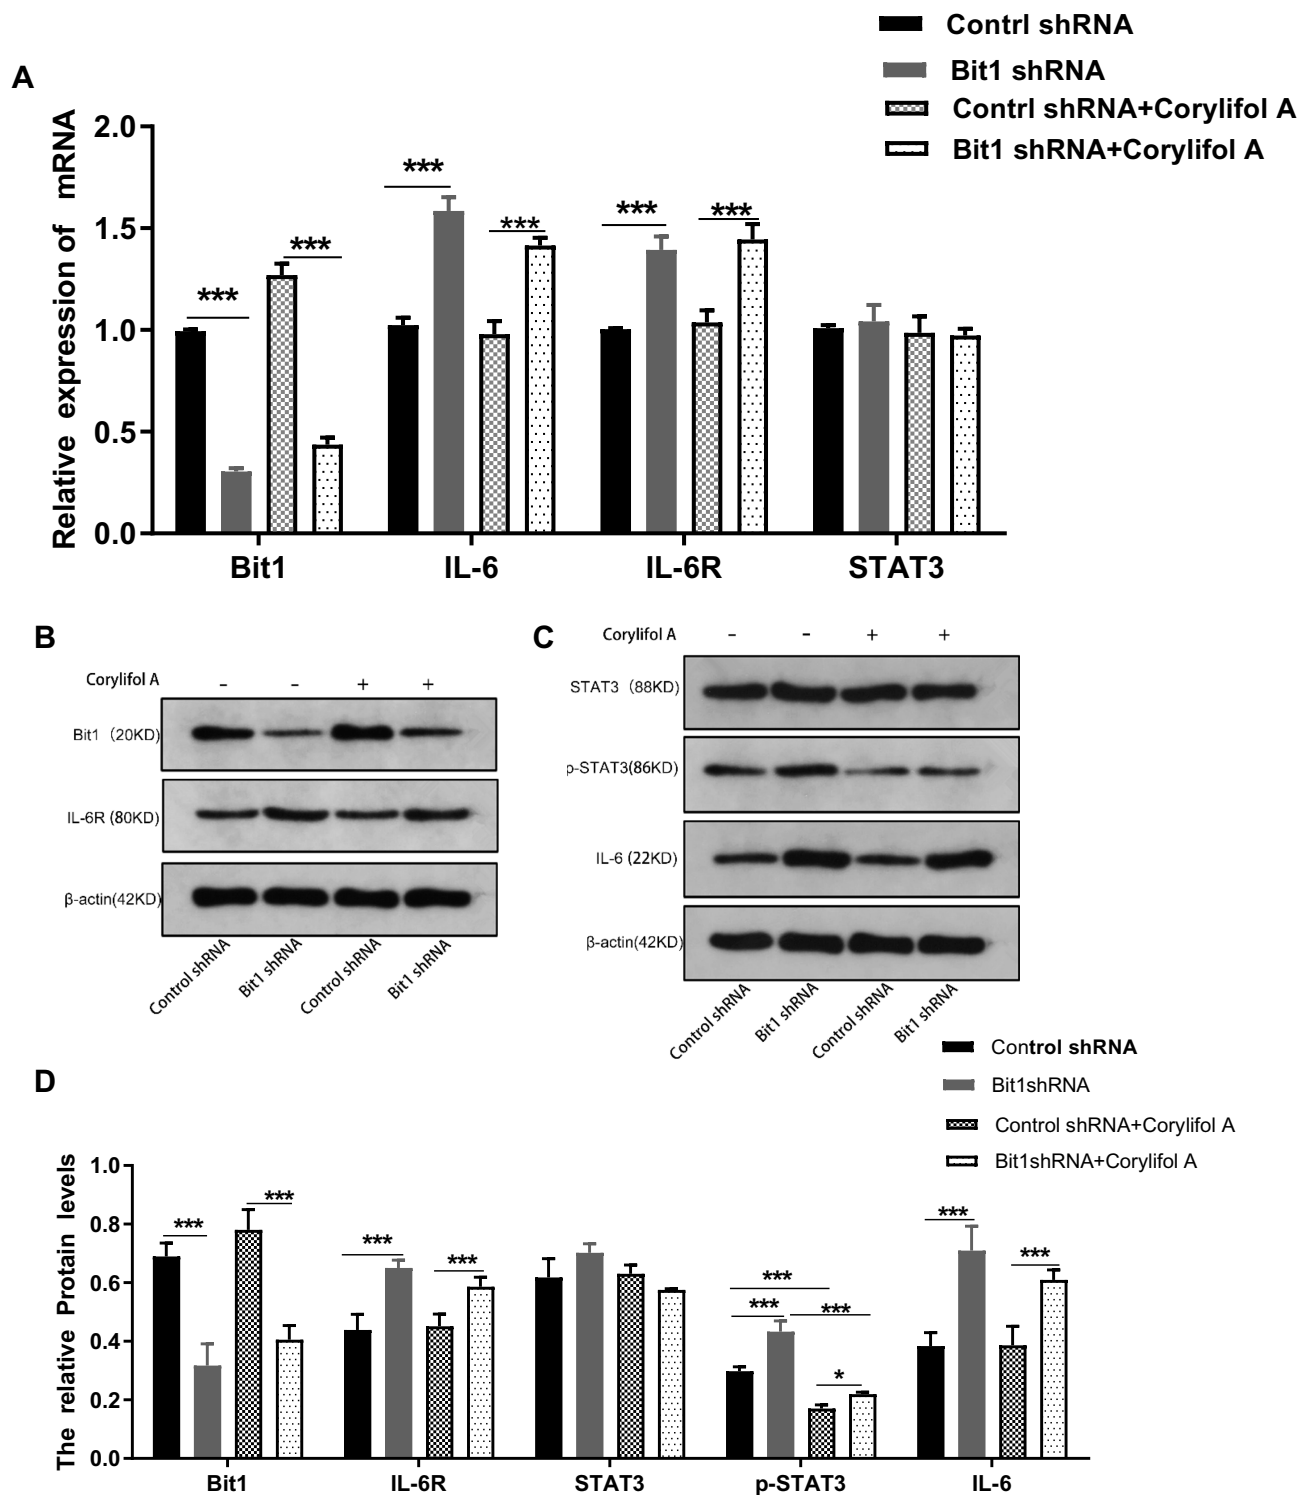 Contrl shRNA
Bit1 shRNA
Contrl shRNA+Corylifol A
Bit1 shRNA+Corylifol A
A
Relative expression of mRNA
2.0
1.5
1.0
0.5
0.0
*** *** *** *** *** ***
Bit1 IL-6 IL-6R STAT3
B
Corylifol A - - + +
Bit1 (20KD)
IL-6R (80KD)
β-actin(42KD)
Control shRNA Bit1 shRNA Control shRNA Bit1 shRNA
C
Corylifol A - - + +
STAT3 (88KD)
p-STAT3(86KD)
IL-6 (22KD)
β-actin(42KD)
Control shRNA Bit1 shRNA Control shRNA Bit1 shRNA
D
Control shRNA
Bit1shRNA
Control shRNA+Corylifol A
Bit1shRNA+Corylifol A
The relative Protain levels
1.0
0.8
0.6
0.4
0.2
0.0
*** *** *** *** *** *** *** * *** ***
Bit1 IL-6R STAT3 p-STAT3 IL-6